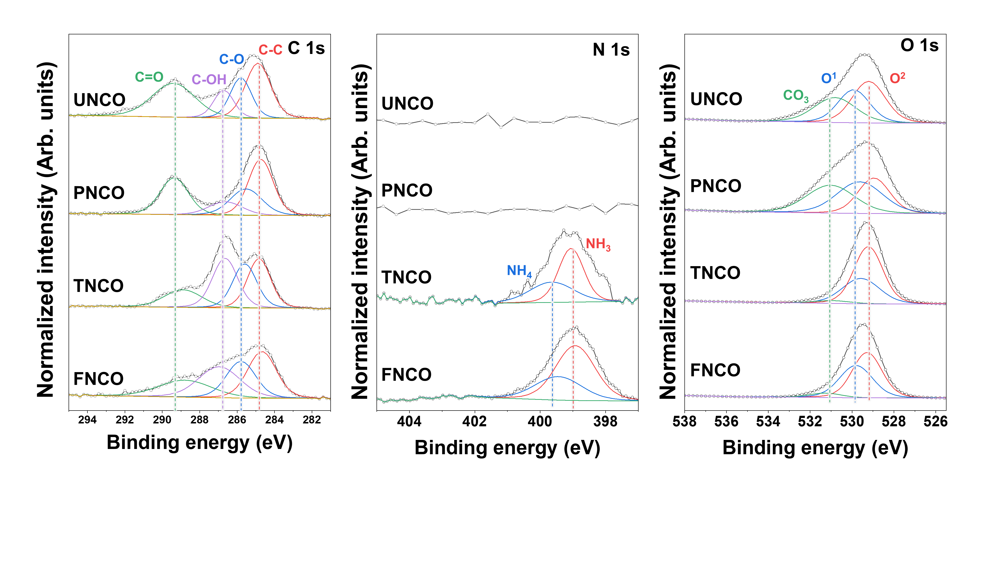 Normalized intensity (Arb. units)
C 1s
C-C
C-O
C-OH
C=O
UNCO
PNCO
TNCO
FNCO
294 292 290 288 286 284 282
Binding energy (eV)
Normalized intensity (Arb. units)
N 1s
UNCO
PNCO
NH₃
NH₄
TNCO
FNCO
404 402 400 398
Binding energy (eV)
Normalized intensity (Arb. units)
O 1s
O¹
O²
CO₃
UNCO
PNCO
TNCO
FNCO
538 536 534 532 530 528 526
Binding energy (eV)